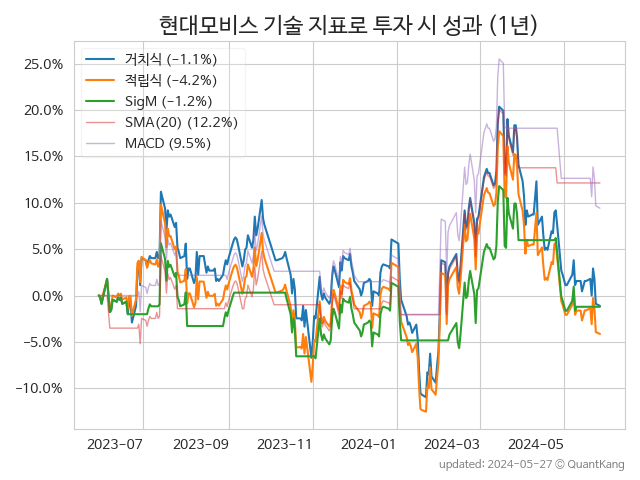 현대모비스 기술 지표로 투자 시 성과 (1년)
거치식 (−1.1%)
적립식 (−4.2%)
SigM (−1.2%)
SMA(20) (12.2%)
MACD (9.5%)
25.0%
20.0%
15.0%
10.0%
5.0%
0.0%
−5.0%
−10.0%
2023-07 2023-09 2023-11 2024-01 2024-03 2024-05
updated: 2024-05-27 ⓒ QuantKang